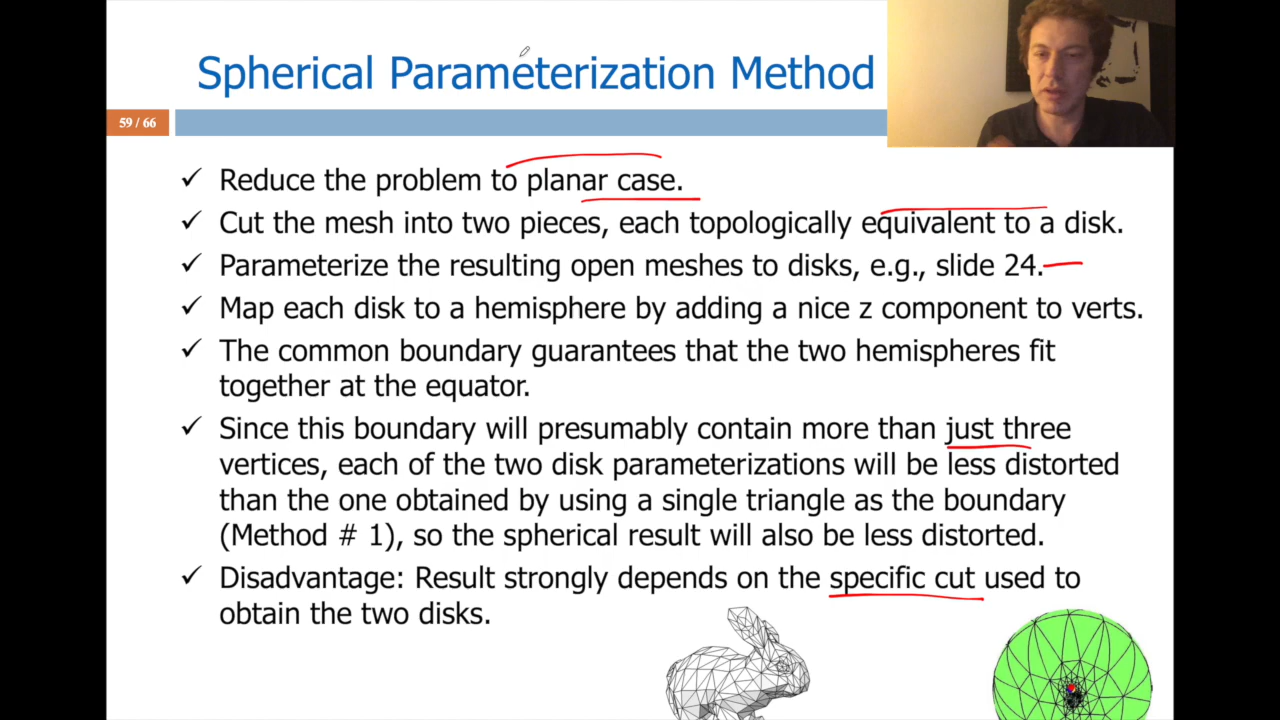 Spherical Parameterization Method
59 / 66
✓ Reduce the problem to planar case.
✓ Cut the mesh into two pieces, each topologically equivalent to a disk.
✓ Parameterize the resulting open meshes to disks, e.g., slide 24.
✓ Map each disk to a hemisphere by adding a nice z component to verts.
✓ The common boundary guarantees that the two hemispheres fit
together at the equator.
✓ Since this boundary will presumably contain more than just three
vertices, each of the two disk parameterizations will be less distorted
than the one obtained by using a single triangle as the boundary
(Method # 1), so the spherical result will also be less distorted.
✓ Disadvantage: Result strongly depends on the specific cut used to
obtain the two disks.